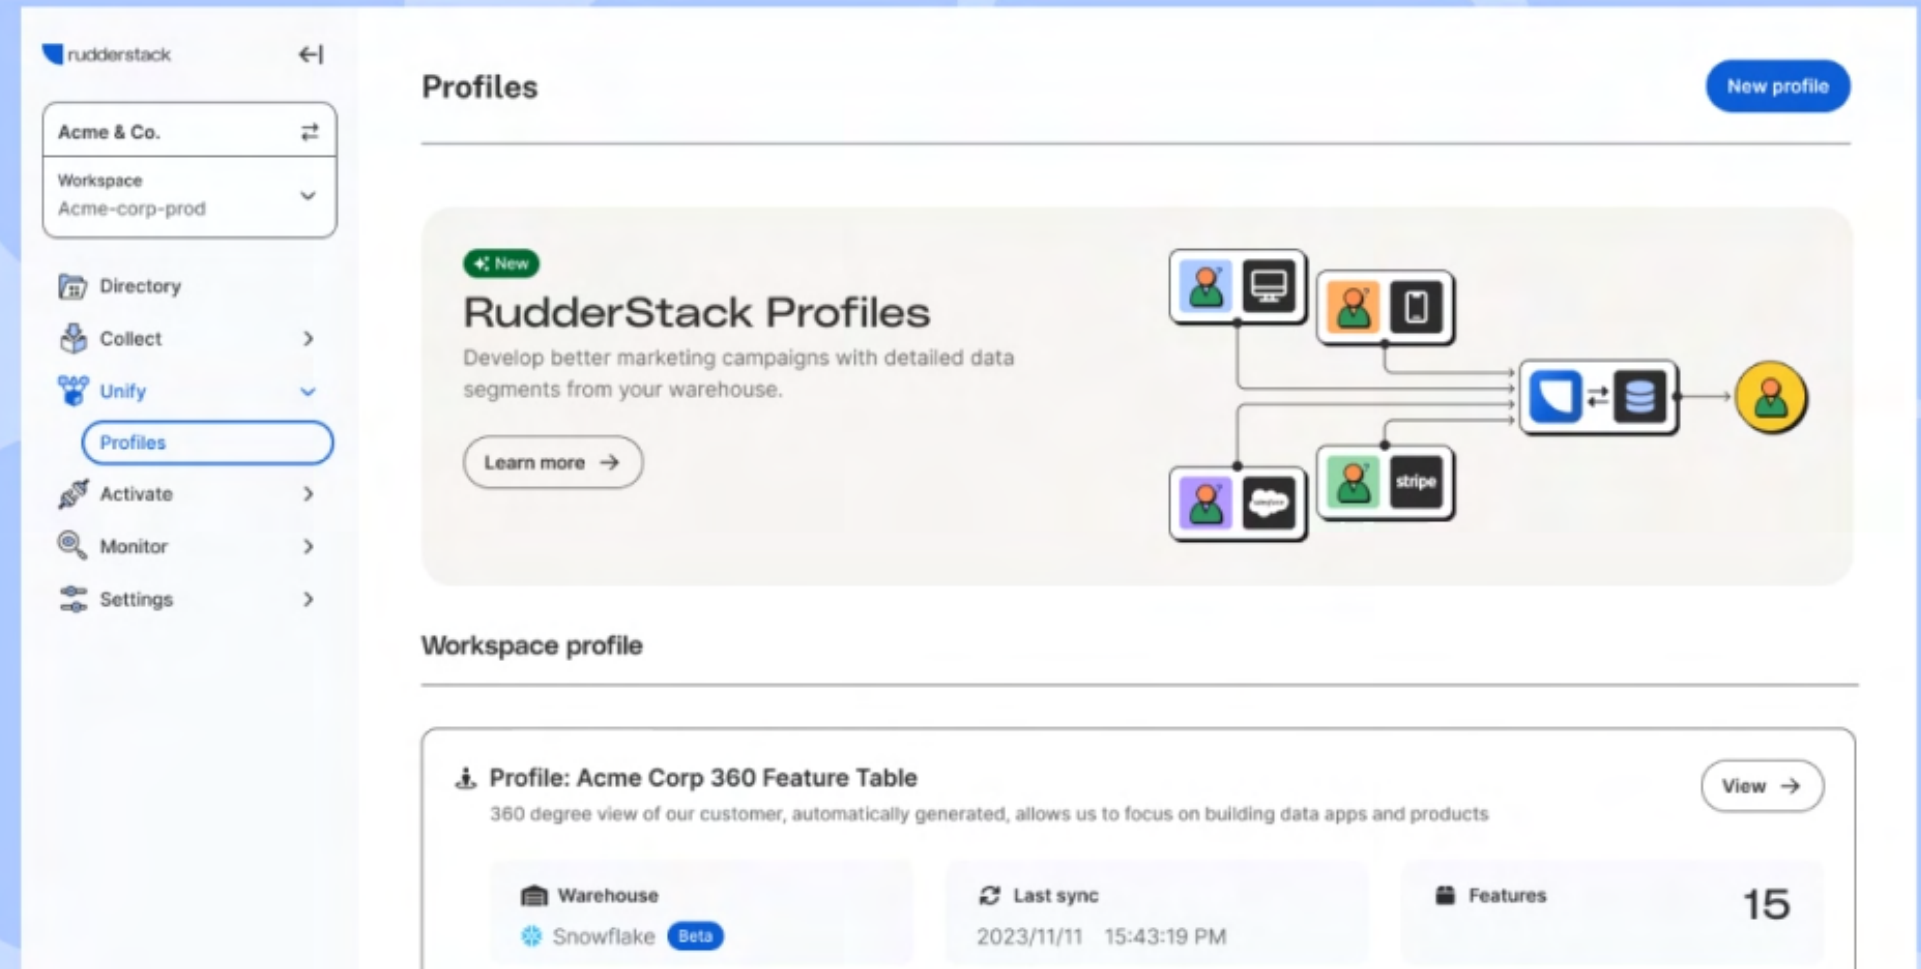 rudderstack
Acme & Co.
Workspace
Acme-corp-prod
Directory
Collect
Unify
Profiles
Activate
Monitor
Settings
Profiles
New profile
New
RudderStack Profiles
Develop better marketing campaigns with detailed data
segments from your warehouse.
Learn more
salesforce
stripe
Workspace profile
Profile: Acme Corp 360 Feature Table
360 degree view of our customer, automatically generated, allows us to focus on building data apps and products
View
Warehouse
Snowflake Beta
Last sync
2023/11/11 15:43:19 PM
Features
15